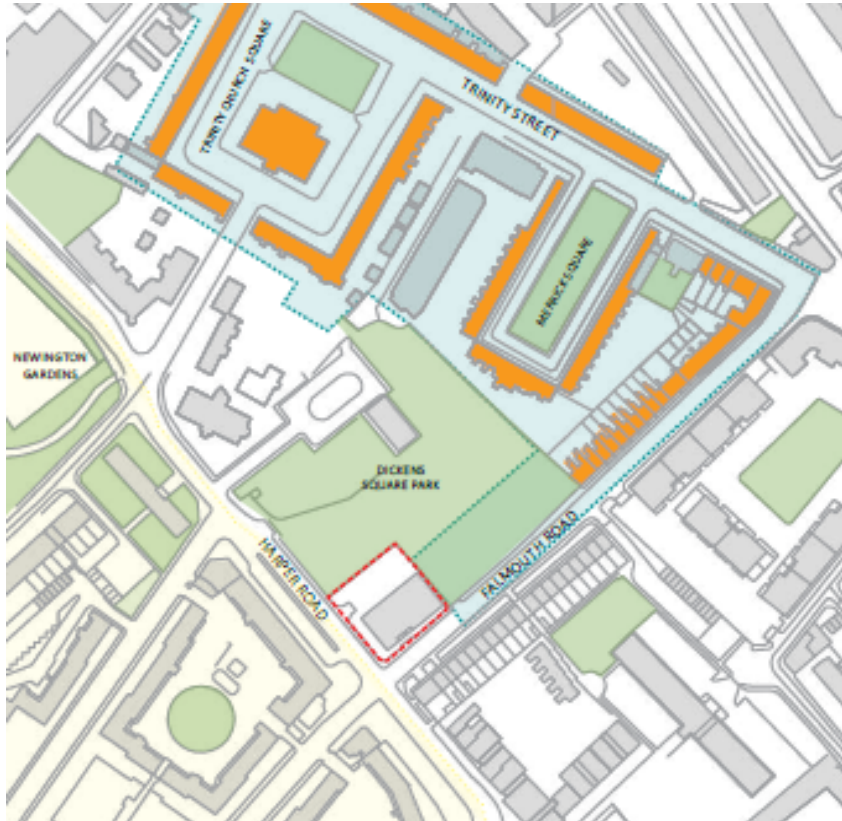 TRINITY CHURCH SQUARE
TRINITY STREET
MERRICK SQUARE
NEWINGTON
GARDENS
DICKENS
SQUARE PARK
HARPER ROAD
FALMOUTH ROAD